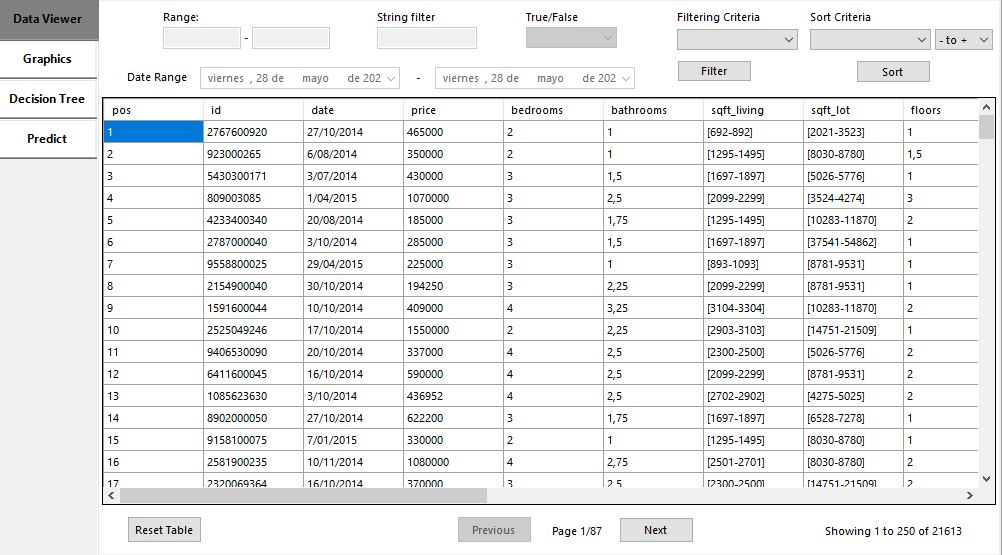 Data Viewer
Graphics
Decision Tree
Predict
Range: String filter True/False Filtering Criteria Sort Criteria
- - to +
Date Range viernes , 28 de mayo de 202 - viernes , 28 de mayo de 202 Filter Sort
pos id date price bedrooms bathrooms sqft_living sqft_lot floors
1 2767600920 27/10/2014 465000 2 1 [692-892] [2021-3523] 1
2 923000265 6/08/2014 350000 2 1 [1295-1495] [8030-8780] 1,5
3 5430300171 3/07/2014 430000 3 1,5 [1697-1897] [5026-5776] 1
4 809003085 1/04/2015 1070000 3 2,5 [2099-2299] [3524-4274] 3
5 4233400340 20/08/2014 185000 3 1,75 [1295-1495] [10283-11870] 2
6 2787000040 3/10/2014 285000 3 1,5 [1697-1897] [37541-54862] 1
7 9558800025 29/04/2015 225000 3 1 [893-1093] [8781-9531] 1
8 2154900040 30/10/2014 194250 3 2,25 [2099-2299] [8781-9531] 1
9 1591600044 10/10/2014 409000 4 3,25 [3104-3304] [10283-11870] 2
10 2525049246 17/10/2014 1550000 2 2,25 [2903-3103] [14751-21509] 1
11 9406530090 20/10/2014 337000 4 2,5 [2300-2500] [5026-5776] 2
12 6411600045 16/10/2014 590000 4 2,5 [2099-2299] [8781-9531] 2
13 1085623630 3/10/2014 436952 4 2,5 [2702-2902] [4275-5025] 2
14 8902000050 27/10/2014 622200 3 1,75 [1697-1897] [6528-7278] 1
15 9158100075 7/01/2015 330000 2 1 [1295-1495] [8030-8780] 1
16 2581900235 10/11/2014 1080000 4 2,75 [2501-2701] [8030-8780] 2
17 2320069364 16/10/2014 370000 3 2,5 [2300-2500] [14751-21509] 2
Reset Table Previous Page 1/87 Next Showing 1 to 250 of 21613